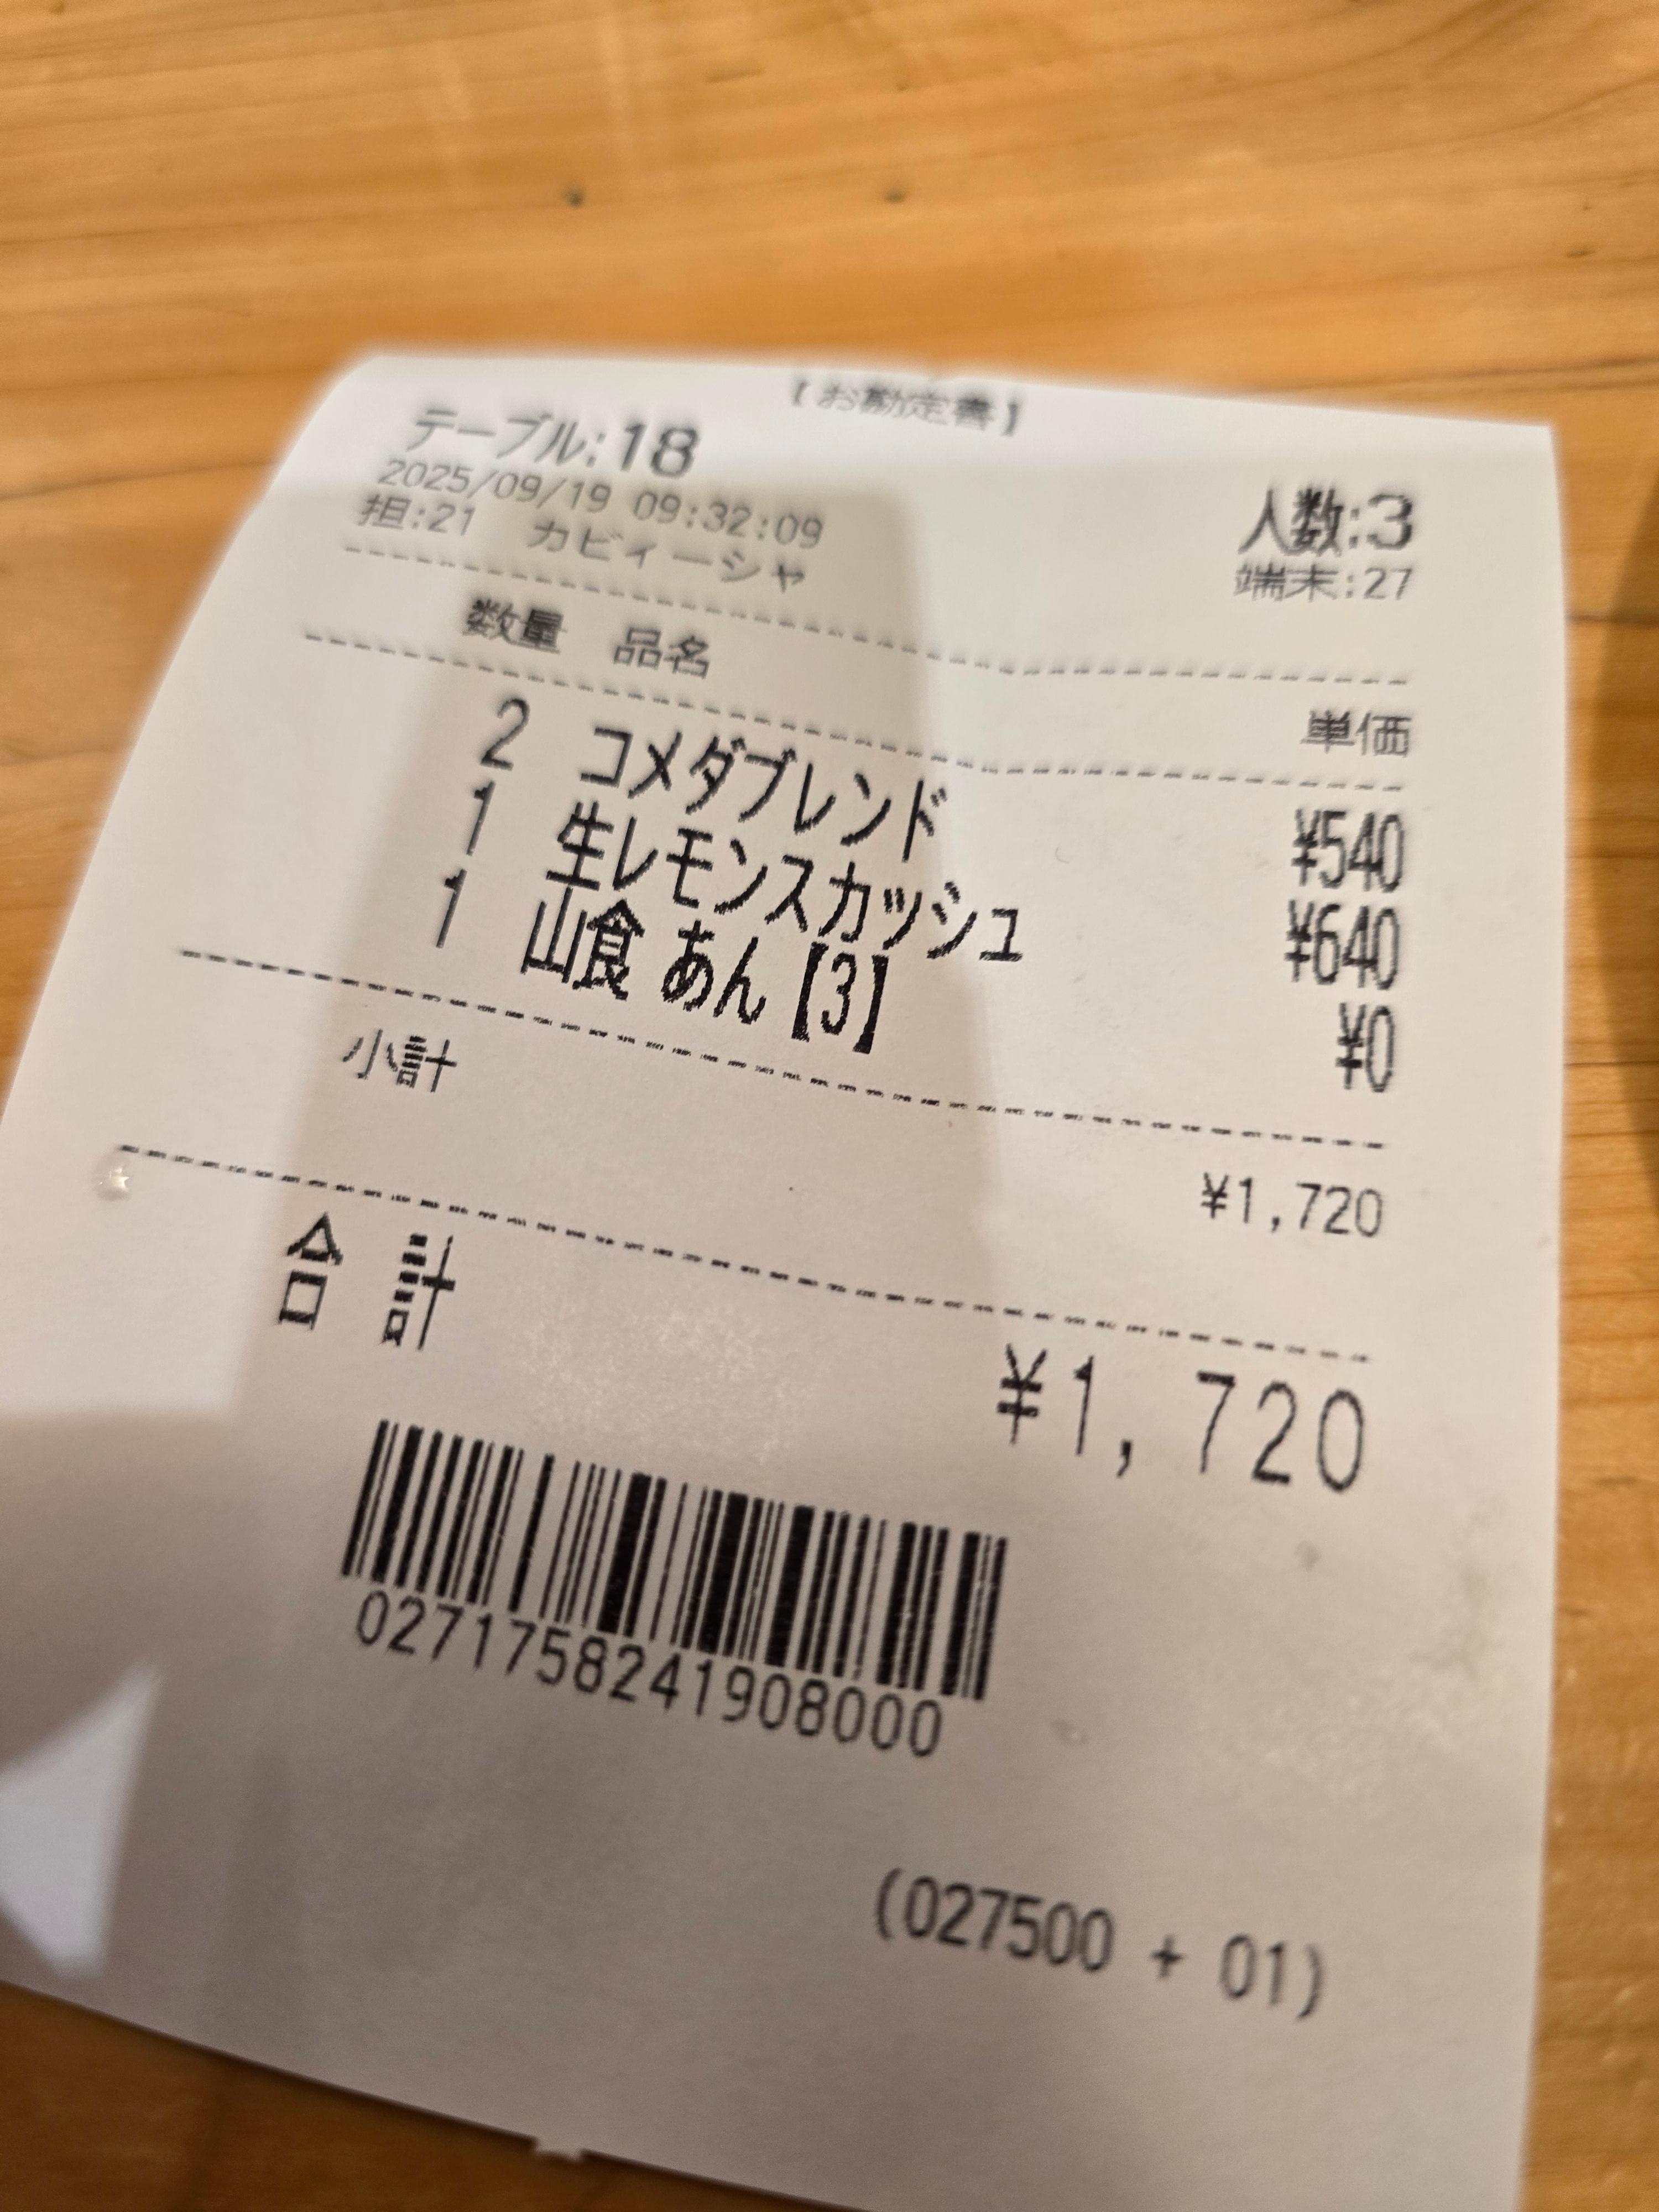 【お勘定書】
テーブル:18
人数:3
2025/09/19 09:32:09
端末:27
担:21 カビィーシャ
数量 品名 単価
2 コメダブレンド ¥540
1 生レモンスカッシュ ¥640
1 山食 あん【3】 ¥0
小計 ¥1,720
合計 ¥1,720
0271758241908000
(027500 + 01)